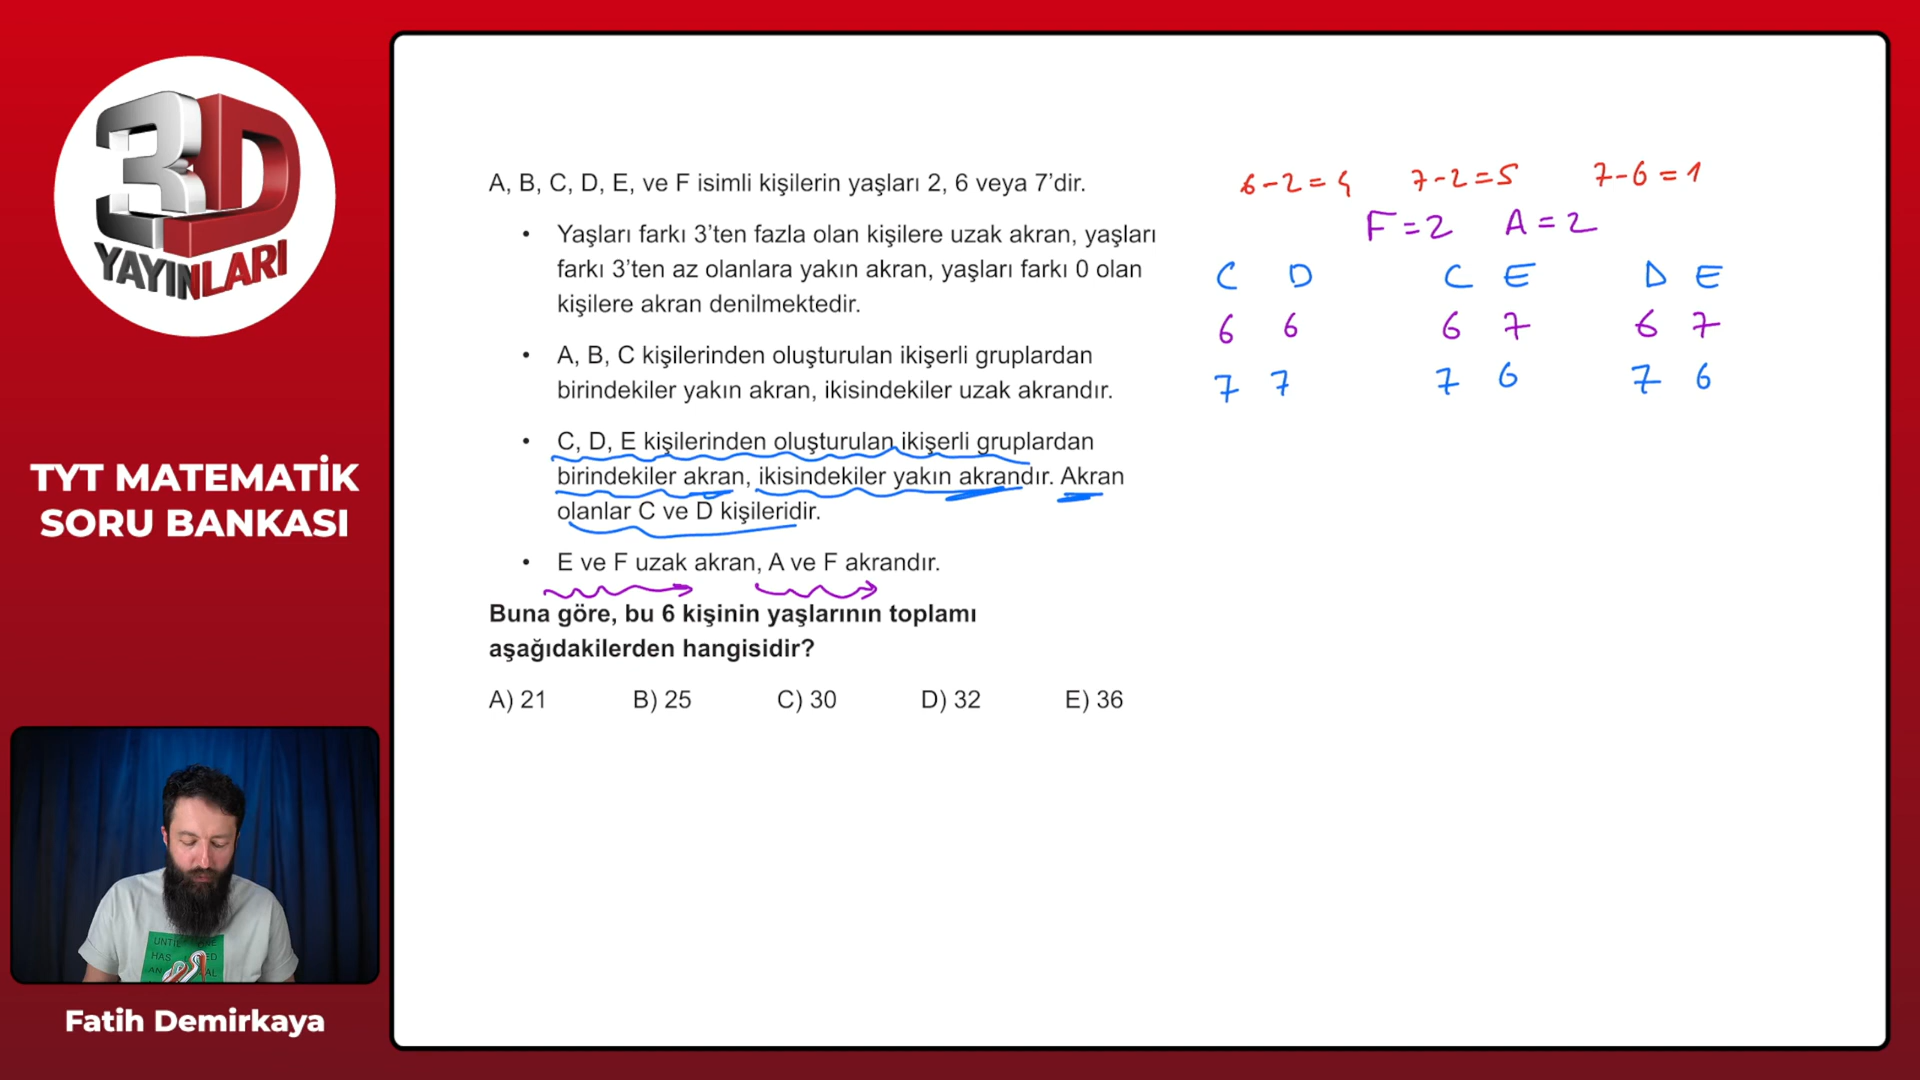 3D
YAYINLARI
TYT MATEMATİK
SORU BANKASI
Fatih Demirkaya
A, B, C, D, E, ve F isimli kişilerin yaşları 2, 6 veya 7’dir.
• Yaşları farkı 3’ten fazla olan kişilere uzak akran, yaşları
farkı 3’ten az olanlara yakın akran, yaşları farkı 0 olan
kişilere akran denilmektedir.
• A, B, C kişilerinden oluşturulan ikişerli gruplardan
birindekiler yakın akran, ikisindekiler uzak akrandır.
• C, D, E kişilerinden oluşturulan ikişerli gruplardan
birindekiler akran, ikisindekiler yakın akrandır. Akran
olanlar C ve D kişileridir.
• E ve F uzak akran, A ve F akrandır.
Buna göre, bu 6 kişinin yaşlarının toplamı
aşağıdakilerden hangisidir?
A) 21 B) 25 C) 30 D) 32 E) 36
6-2=4 7-2=5 7-6=1
F=2 A=2
C D C E D E
6 6 6 7 6 7
7 7 7 6 7 6